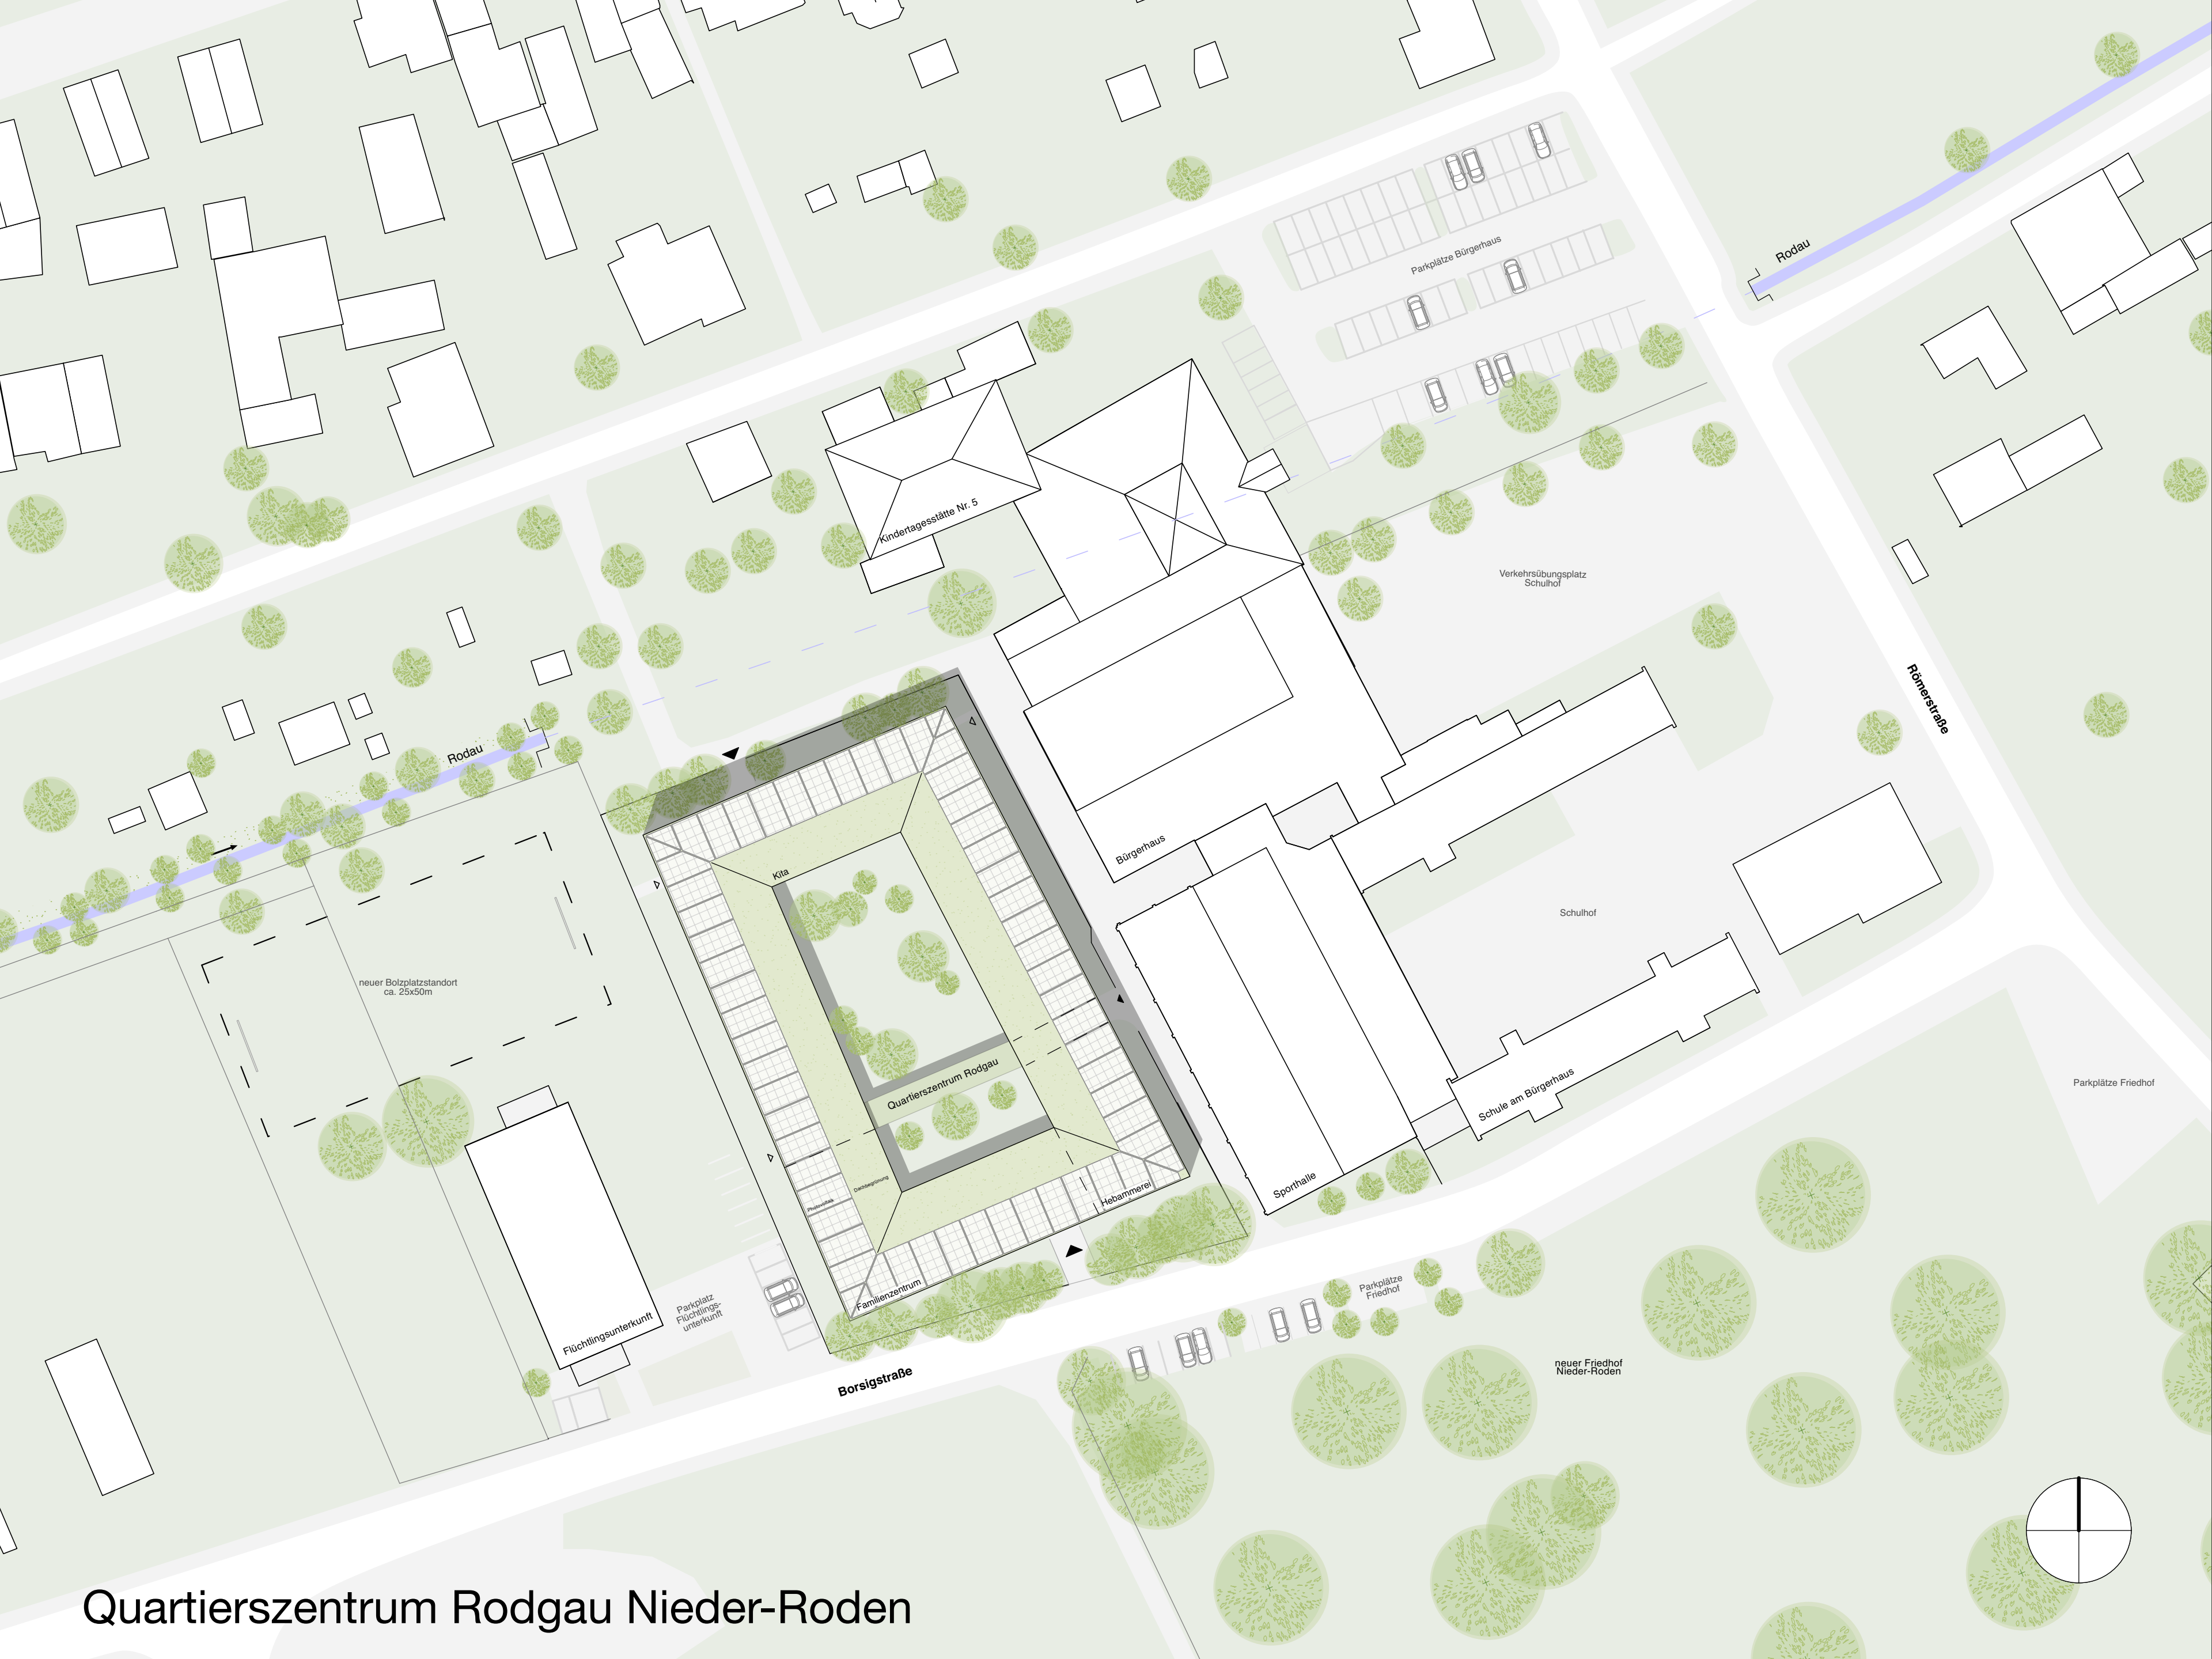 Parkplätze Bürgerhaus
Rodau
Kindertagesstätte Nr. 5
Verkehrsübungsplatz
Schulhof
Römerstraße
Rodau
Bürgerhaus
Kita
Schulhof
neuer Bolzplatzstandort
ca. 25x50m
Quartierszentrum Rodgau
Schule am Bürgerhaus
Parkplätze Friedhof
Photovoltaik
Dachbegrünung
Hebammerei
Sporthalle
Familienzentrum
Flüchtlingsunterkunft
Parkplatz
Flüchtlings-
unterkunft
Parkplätze
Friedhof
Borsigstraße
neuer Friedhof
Nieder-Roden
Quartierszentrum Rodgau Nieder-Roden